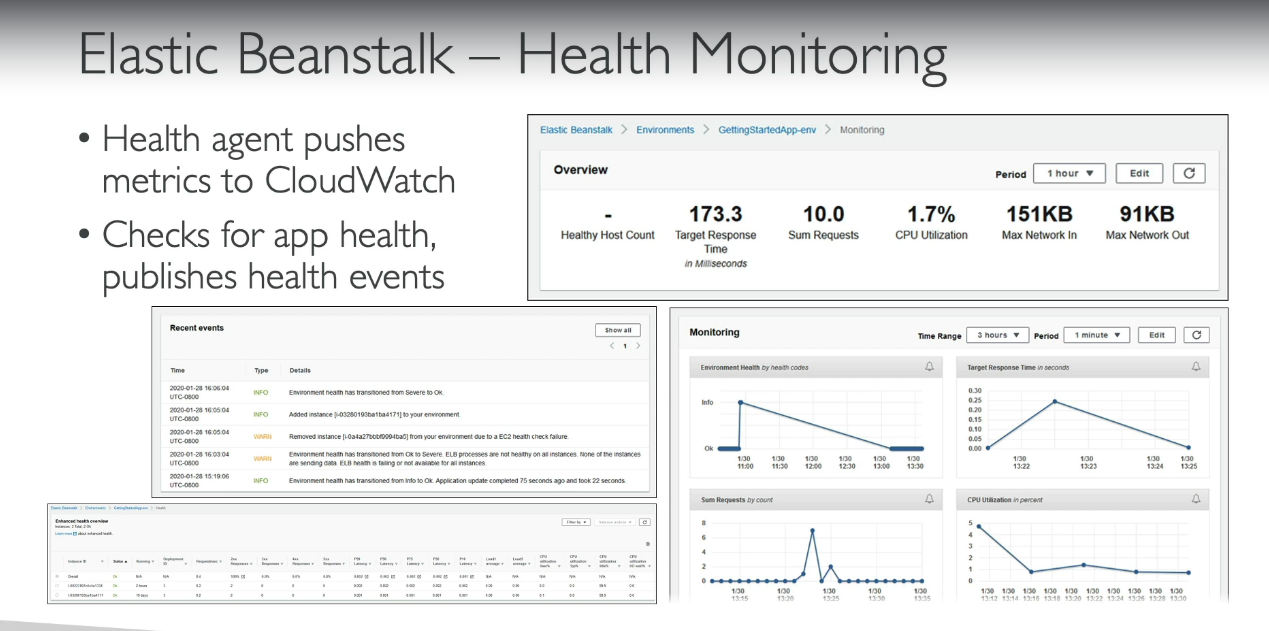 Elastic Beanstalk – Health Monitoring
• Health agent pushes
metrics to CloudWatch
• Checks for app health,
publishes health events
Elastic Beanstalk > Environments > GettingStartedApp-env > Monitoring
Overview
Period 1 hour ▼ Edit
- 173.3 10.0 1.7% 151KB 91KB
Healthy Host Count Target Response Sum Requests CPU Utilization Max Network In Max Network Out
Time
in Milliseconds
Recent events
Show all
< 1 >
Time Type Details
2020-01-28 16:06:04
UTC-0800
INFO Environment health has transitioned from Severe to Ok.
2020-01-28 16:05:04
UTC-0800
INFO Added instance [i-03280193ba1ba4171] to your environment.
2020-01-28 16:05:04
UTC-0800
WARN Removed instance [i-0a4a27bbbf9994ba5] from your environment due to a EC2 health check failure.
2020-01-28 16:03:04
UTC-0800
WARN Environment health has transitioned from Ok to Severe. ELB processes are not healthy on all instances. None of the instances
are sending data. ELB health is failing or not available for all instances.
2020-01-28 15:19:06
UTC-0800
INFO Environment health has transitioned from Info to Ok. Application update completed 75 seconds ago and took 22 seconds.
Monitoring
Time Range 3 hours ▼ Period 1 minute ▼ Edit
Environment Health by health codes
Info
Ok
1/30 1/30 1/30 1/30 1/30 1/30
11:00 11:30 12:00 12:30 13:00 13:30
Target Response Time in seconds
0.30
0.25
0.20
0.15
0.10
0.05
0.00
1/30 1/30 1/30 1/30
13:22 13:23 13:24 13:25
Sum Requests by count
8
6
4
2
0
1/30 1/30 1/30 1/30 1/30
13:15 13:20 13:25 13:30 13:35
CPU Utilization in percent
5
4
3
2
1
0
1/30 1/30 1/30 1/30 1/30 1/30 1/30 1/30 1/30 1/30
13:12 13:14 13:16 13:18 13:20 13:22 13:24 13:26 13:28 13:30
Elastic Beanstalk > Environments > GettingStartedApp-env > Health
Enhanced health overview
Learn more about enhanced health.
Filter by ▼
Instance ID Status Running Deployment ID
Overall Ok N/A N/A